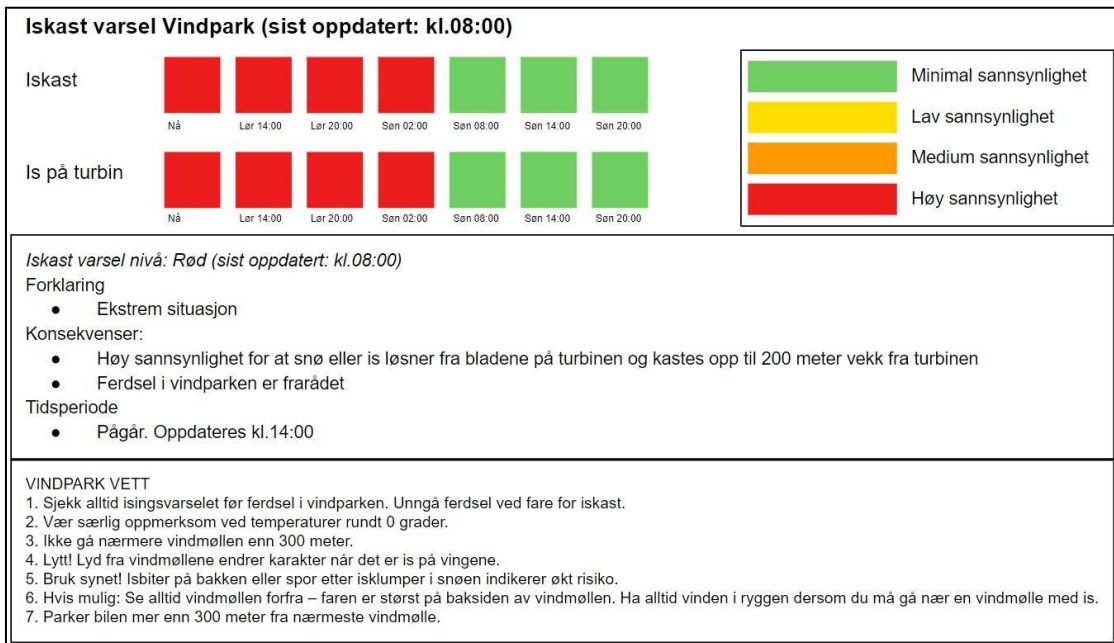 Iskast varsel Vindpark (sist oppdatert: kl.08:00)
Iskast
Nå Lør 14:00 Lør 20:00 Søn 02:00 Søn 08:00 Søn 14:00 Søn 20:00
Is på turbin
Nå Lør 14:00 Lør 20:00 Søn 02:00 Søn 08:00 Søn 14:00 Søn 20:00
Minimal sannsynlighet
Lav sannsynlighet
Medium sannsynlighet
Høy sannsynlighet
Iskast varsel nivå: Rød (sist oppdatert: kl.08:00)
Forklaring
● Ekstrem situasjon
Konsekvenser:
● Høy sannsynlighet for at snø eller is løsner fra bladene på turbinen og kastes opp til 200 meter vekk fra turbinen
● Ferdsel i vindparken er frarådet
Tidsperiode
● Pågår. Oppdateres kl.14:00
VINDPARK VETT
1. Sjekk alltid isingsvarselet før ferdsel i vindparken. Unngå ferdsel ved fare for iskast.
2. Vær særlig oppmerksom ved temperaturer rundt 0 grader.
3. Ikke gå nærmere vindmøllen enn 300 meter.
4. Lytt! Lyd fra vindmøllene endrer karakter når det er is på vingene.
5. Bruk synet! Isbiter på bakken eller spor etter isklumper i snøen indikerer økt risiko.
6. Hvis mulig: Se alltid vindmøllen forfra – faren er størst på baksiden av vindmøllen. Ha alltid vinden i ryggen dersom du må gå nær en vindmølle med is.
7. Parker bilen mer enn 300 meter fra nærmeste vindmølle.